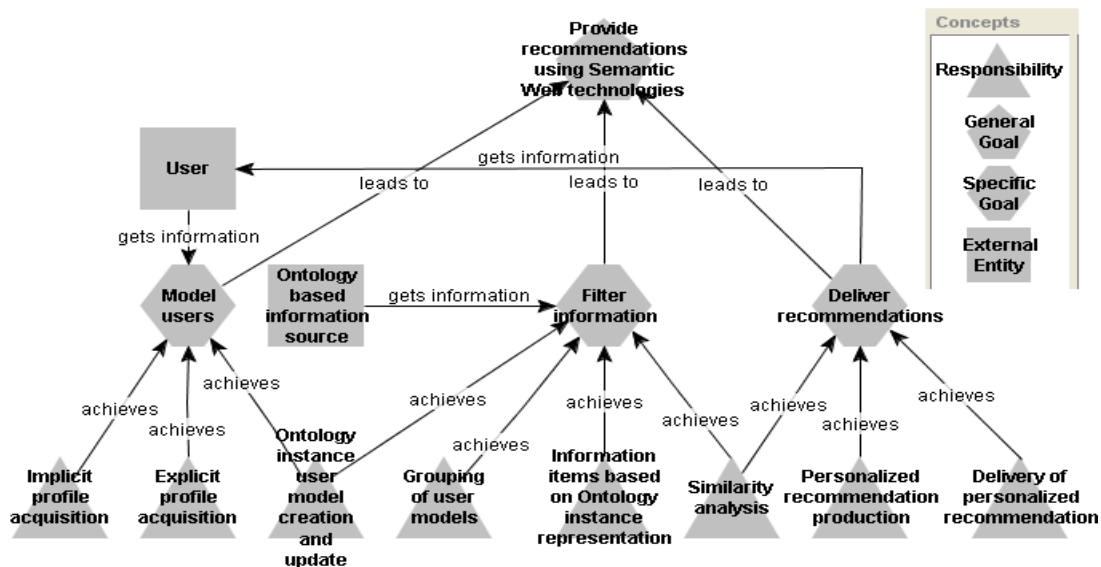 Provide
recommendations
using Semantic
Web technologies
Concepts
Responsibility
General
Goal
Specific
Goal
External
Entity
User
gets information
leads to
leads to
leads to
gets information
Model
users
Ontology
based
information
source
gets information
Filter
information
Deliver
recommendations
achieves
achieves
achieves
achieves
achieves
achieves
achieves
achieves
achieves
achieves
Implicit
profile
acquisition
Explicit
profile
acquisition
Ontology
instance
user
model
creation
and
update
Grouping
of user
models
Information
items based
on Ontology
instance
representation
Similarity
analysis
Personalized
recommendation
production
Delivery of
personalized
recommendation